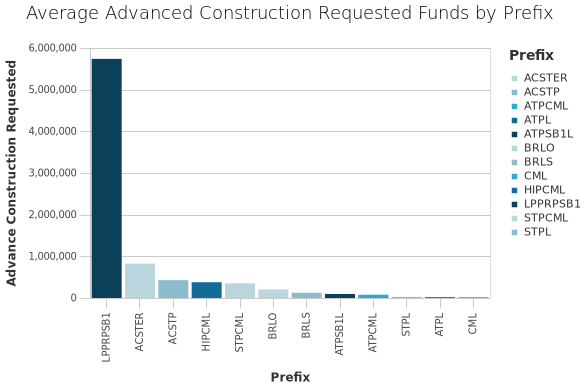 Average Advanced Construction Requested Funds by Prefix
Advance Construction Requested
6,000,000
5,000,000
4,000,000
3,000,000
2,000,000
1,000,000
0
LPPRPSB1
ACSTER
ACSTP
HIPCML
STPCML
BRLO
BRLS
ATPSB1L
ATPCML
STPL
ATPL
CML
Prefix
Prefix
ACSTER
ACSTP
ATPCML
ATPL
ATPSB1L
BRLO
BRLS
CML
HIPCML
LPPRPSB1
STPCML
STPL